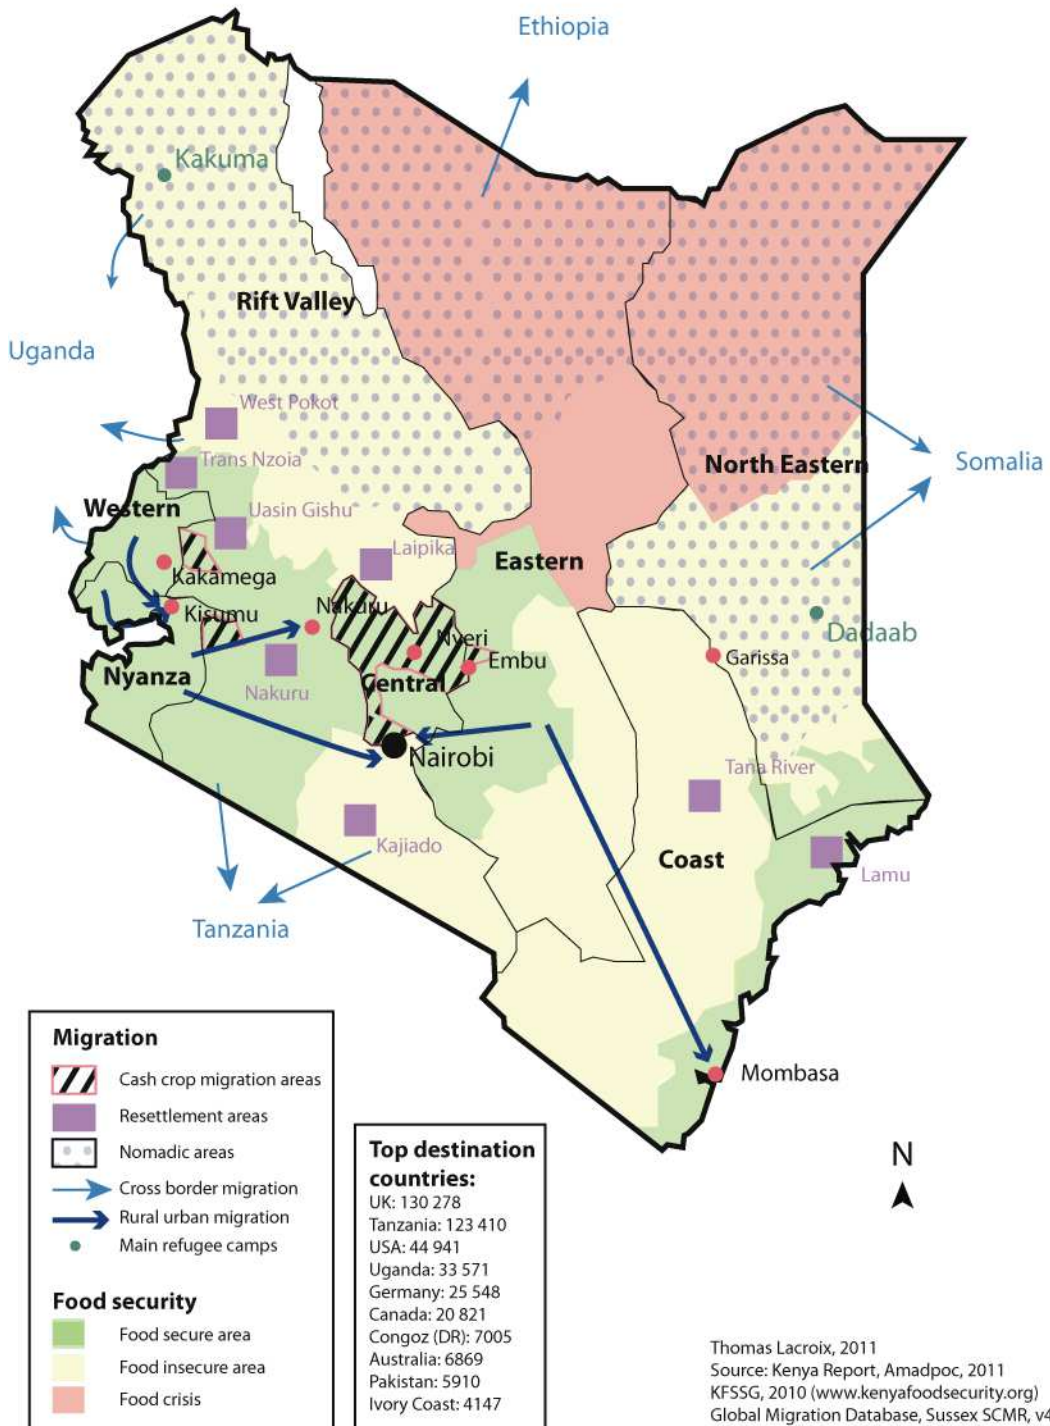 Ethiopia
Kakuma
Rift Valley
Uganda
West Pokot
Trans Nzoia
North Eastern
Somalia
Western
Uasin Gishu
Laipika
Eastern
Kakamega
Kisumu
Nakuru
Dadaab
Nyeri
Embu
Garissa
Nyanza
Nakuru
Central
Nairobi
Tana River
Kajiado
Coast
Lamu
Tanzania
Mombasa
N
Migration
Cash crop migration areas
Resettlement areas
Nomadic areas
Cross border migration
Rural urban migration
Main refugee camps
Food security
Food secure area
Food insecure area
Food crisis
Top destination
countries:
UK: 130 278
Tanzania: 123 410
USA: 44 941
Uganda: 33 571
Germany: 25 548
Canada: 20 821
Congoz (DR): 7005
Australia: 6869
Pakistan: 5910
Ivory Coast: 4147
Thomas Lacroix, 2011
Source: Kenya Report, Amadpoc, 2011
KFSSG, 2010 (www.kenyafoodsecurity.org)
Global Migration Database, Sussex SCMR, v4